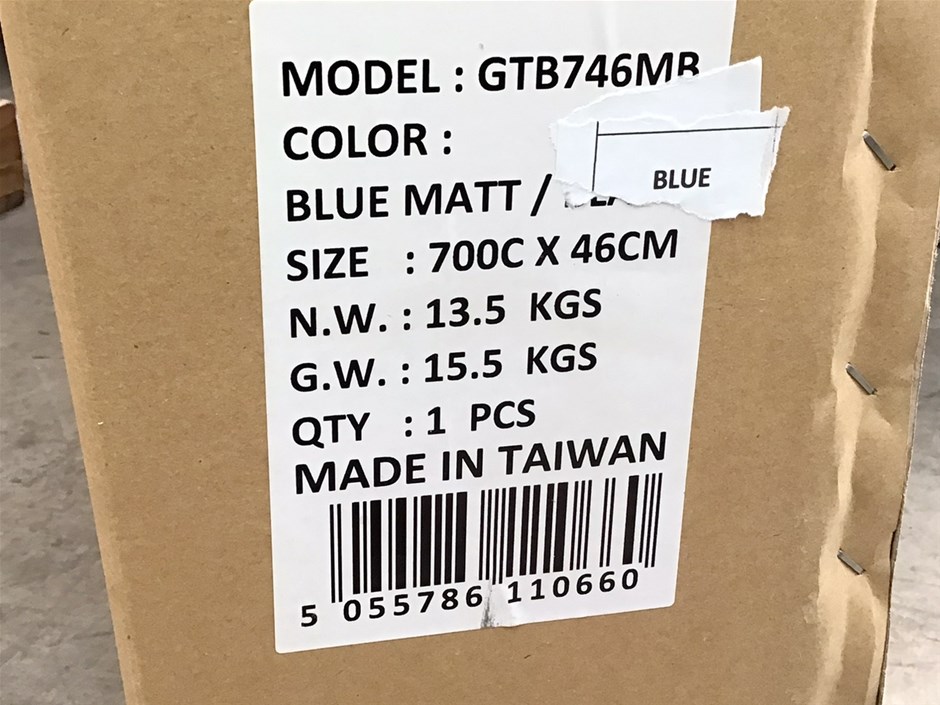 MODEL : GTB746MB
COLOR :
BLUE
BLUE MATT /
SIZE : 700C X 46CM
N.W. : 13.5 KGS
G.W. : 15.5 KGS
QTY : 1 PCS
MADE IN TAIWAN
5 055786 110660